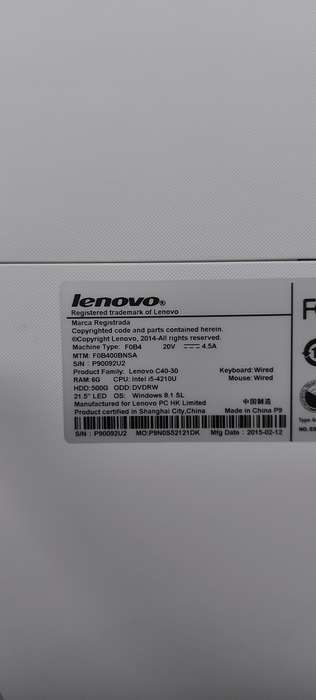 lenovo®
Registered trademark of Lenovo
Marca Registrada
Copyrighted code and parts contained herein.
©Copyright Lenovo, 2014-All rights reserved.
Machine Type: F0B4 20V 4.5A
MTM: F0B400BNSA
S/N : P90092U2
Product Family: Lenovo C40-30 Keyboard: Wired
RAM: 6G CPU: Intel i5-4210U Mouse: Wired
HDD: 500G ODD: DVDRW
21.5" LED OS: Windows 8.1 SL
Manufactured for Lenovo PC HK Limited 中国制造
Product certified in Shanghai City,China Made in China P9
S/N : P90092U2 MO:P9N0S52121DK Mfg Date : 2015-02-12
R